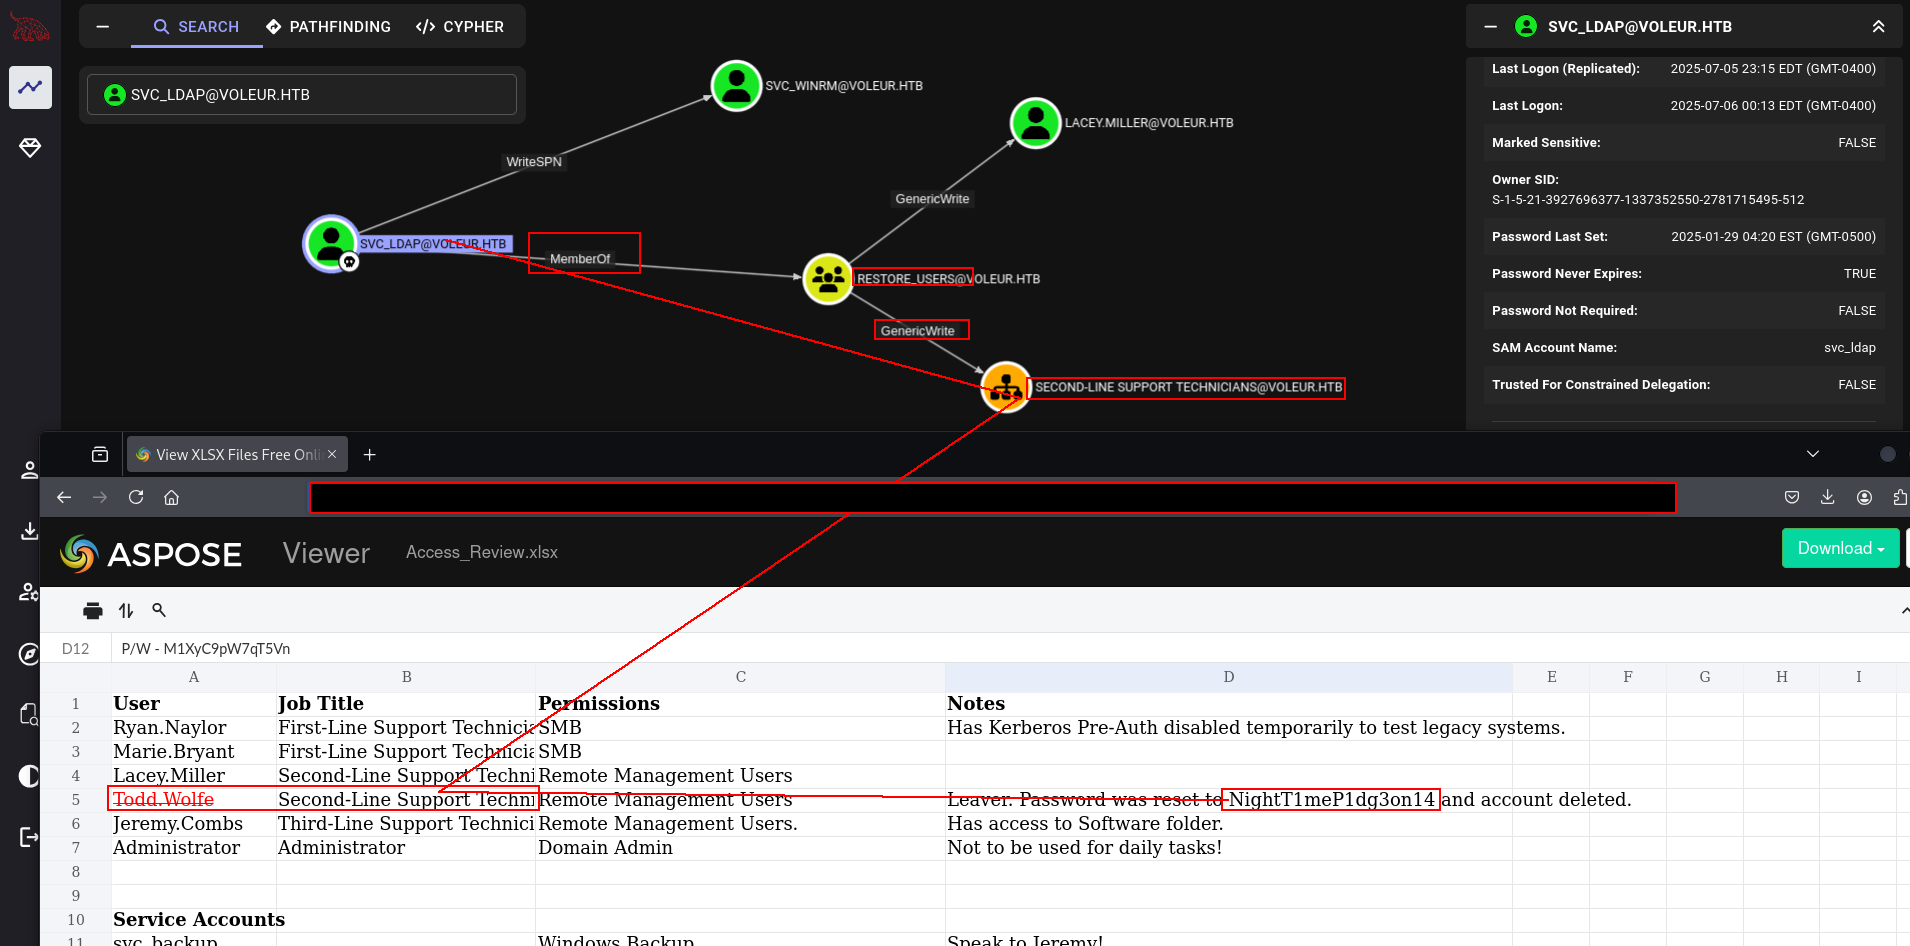 SEARCH
PATHFINDING
CYPHER
SVC_LDAP@VOLEUR.HTB
SVC_WINRM@VOLEUR.HTB
LACEY.MILLER@VOLEUR.HTB
WriteSPN
GenericWrite
SVC_LDAP@VOLEUR.HTB
MemberOf
RESTORE_USERS@VOLEUR.HTB
GenericWrite
SECOND-LINE SUPPORT TECHNICIANS@VOLEUR.HTB
SVC_LDAP@VOLEUR.HTB
Last Logon (Replicated): 2025-07-05 23:15 EDT (GMT-0400)
Last Logon: 2025-07-06 00:13 EDT (GMT-0400)
Marked Sensitive: FALSE
Owner SID:
S-1-5-21-3927696377-1337352550-2781715495-512
Password Last Set: 2025-01-29 04:20 EST (GMT-0500)
Password Never Expires: TRUE
Password Not Required: FALSE
SAM Account Name: svc_ldap
Trusted For Constrained Delegation: FALSE
View XLSX Files Free Onli
ASPOSE Viewer Access_Review.xlsx
Download
D12 P/W - M1XyC9pW7qT5Vn
A B C D E F G H I
1 User Job Title Permissions Notes
2 Ryan.Naylor First-Line Support Technici SMB Has Kerberos Pre-Auth disabled temporarily to test legacy systems.
3 Marie.Bryant First-Line Support Technicia SMB
4 Lacey.Miller Second-Line Support Techni Remote Management Users
5 Todd.Wolfe Second-Line Support Techni Remote Management Users Leaver. Password was reset to NightT1meP1dg3on14 and account deleted.
6 Jeremy.Combs Third-Line Support Technici Remote Management Users. Has access to Software folder.
7 Administrator Administrator Domain Admin Not to be used for daily tasks!
8
9
10 Service Accounts
11 svc_backup Windows Backup Speak to Jeremy!